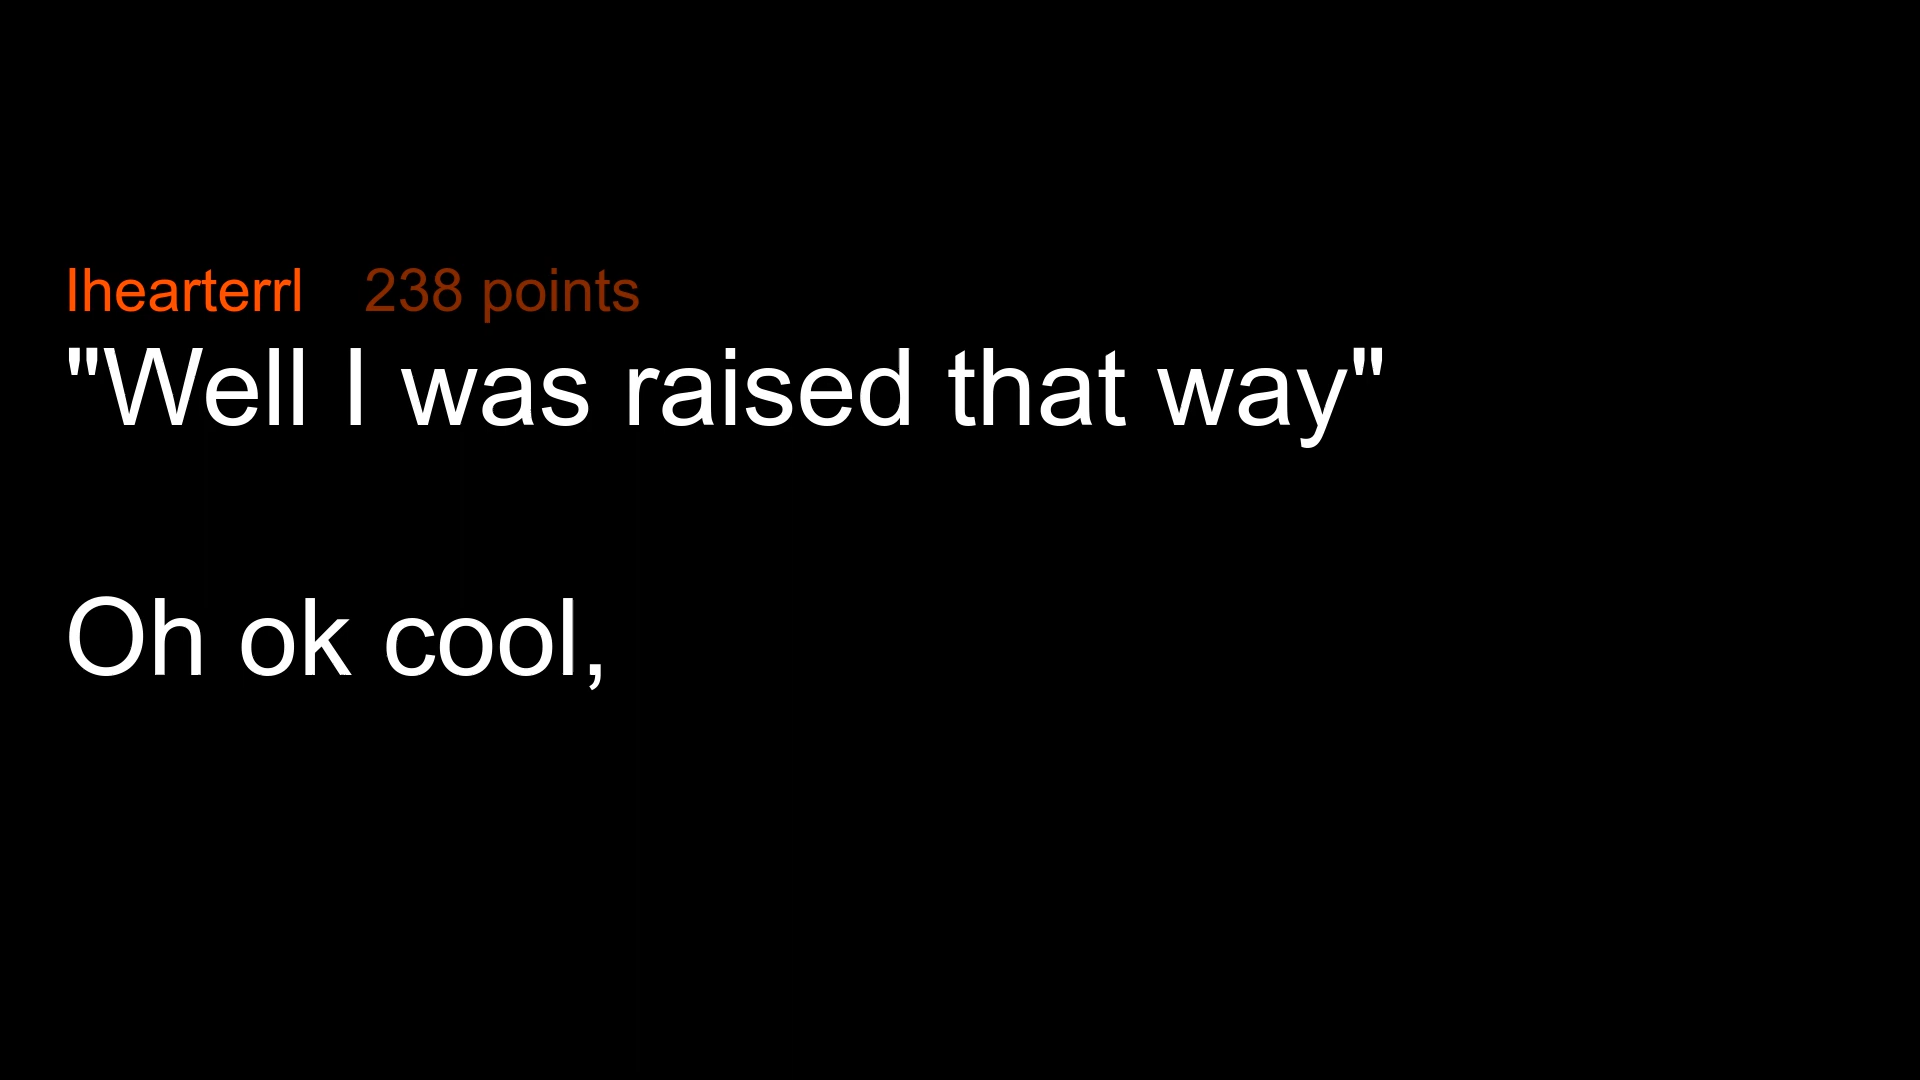 Ihearterrl 238 points
"Well I was raised that way"
Oh ok cool,